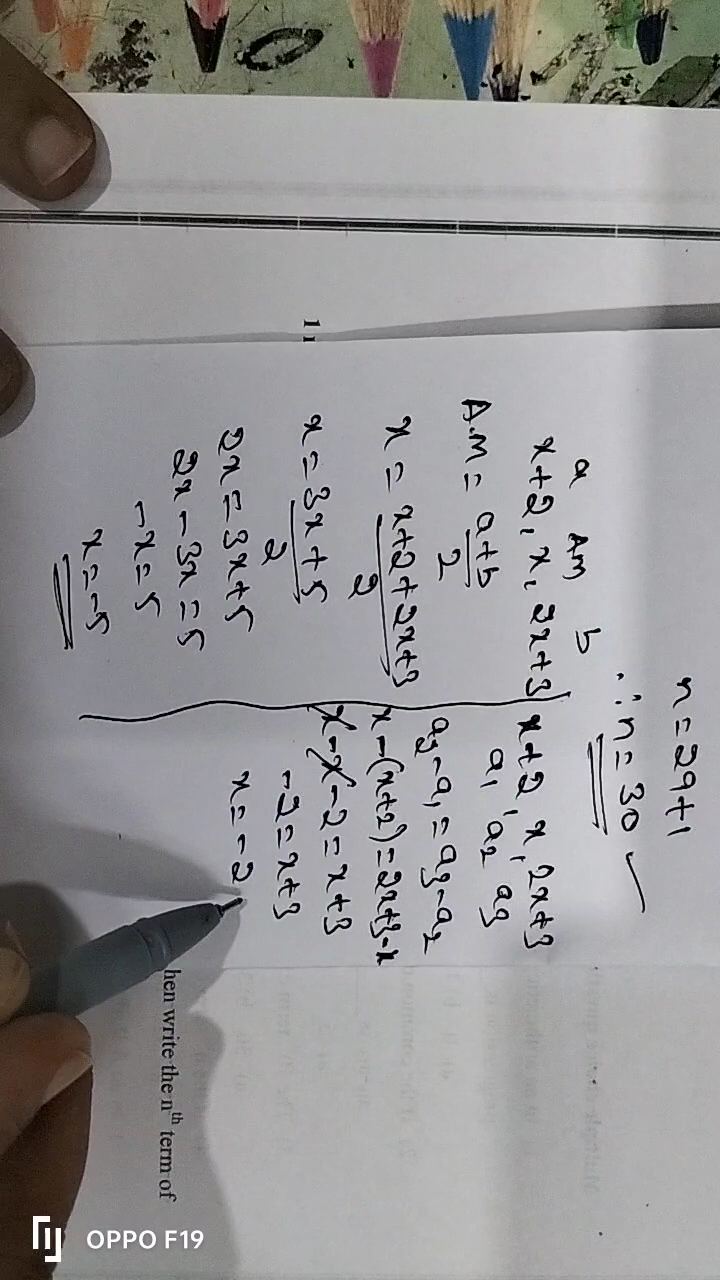 n = 29+1
∴ n = 30 ✓
a Am b
x+2, x, 2x+3
A.m = a+b/2
x = x+2+2x+3/2
x = 3x+5/2
2x = 3x+5
2x-3x = 5
-x = 5
x = -5
x+2, x, 2x+3
a1 a2 a3
a2-a1 = a3-a2
x-(x+2) = 2x+3-x
x-x-2 = x+3
-2 = x+3
x = -2
hen write the nth term of
OPPO F19